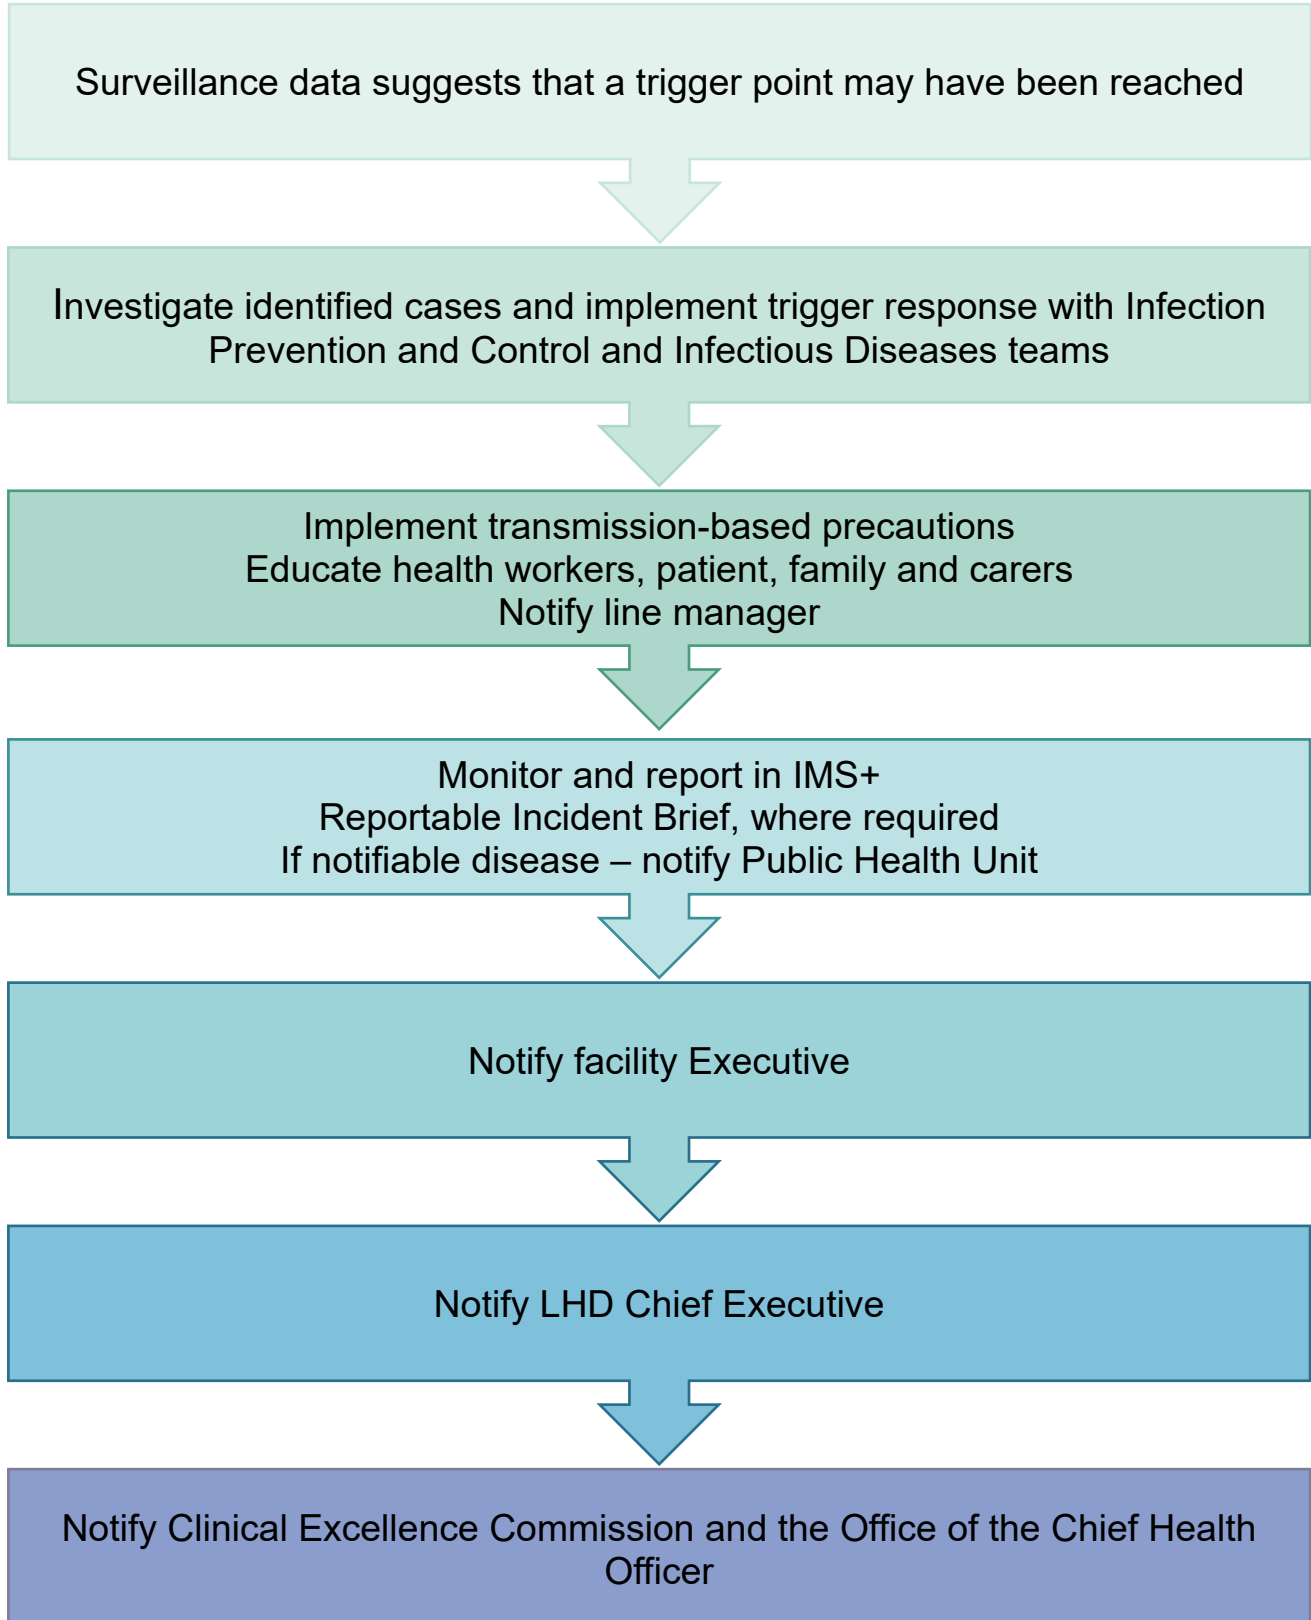 Surveillance data suggests that a trigger point may have been reached
Investigate identified cases and implement trigger response with Infection
Prevention and Control and Infectious Diseases teams
Implement transmission-based precautions
Educate health workers, patient, family and carers
Notify line manager
Monitor and report in IMS+
Reportable Incident Brief, where required
If notifiable disease – notify Public Health Unit
Notify facility Executive
Notify LHD Chief Executive
Notify Clinical Excellence Commission and the Office of the Chief Health
Officer